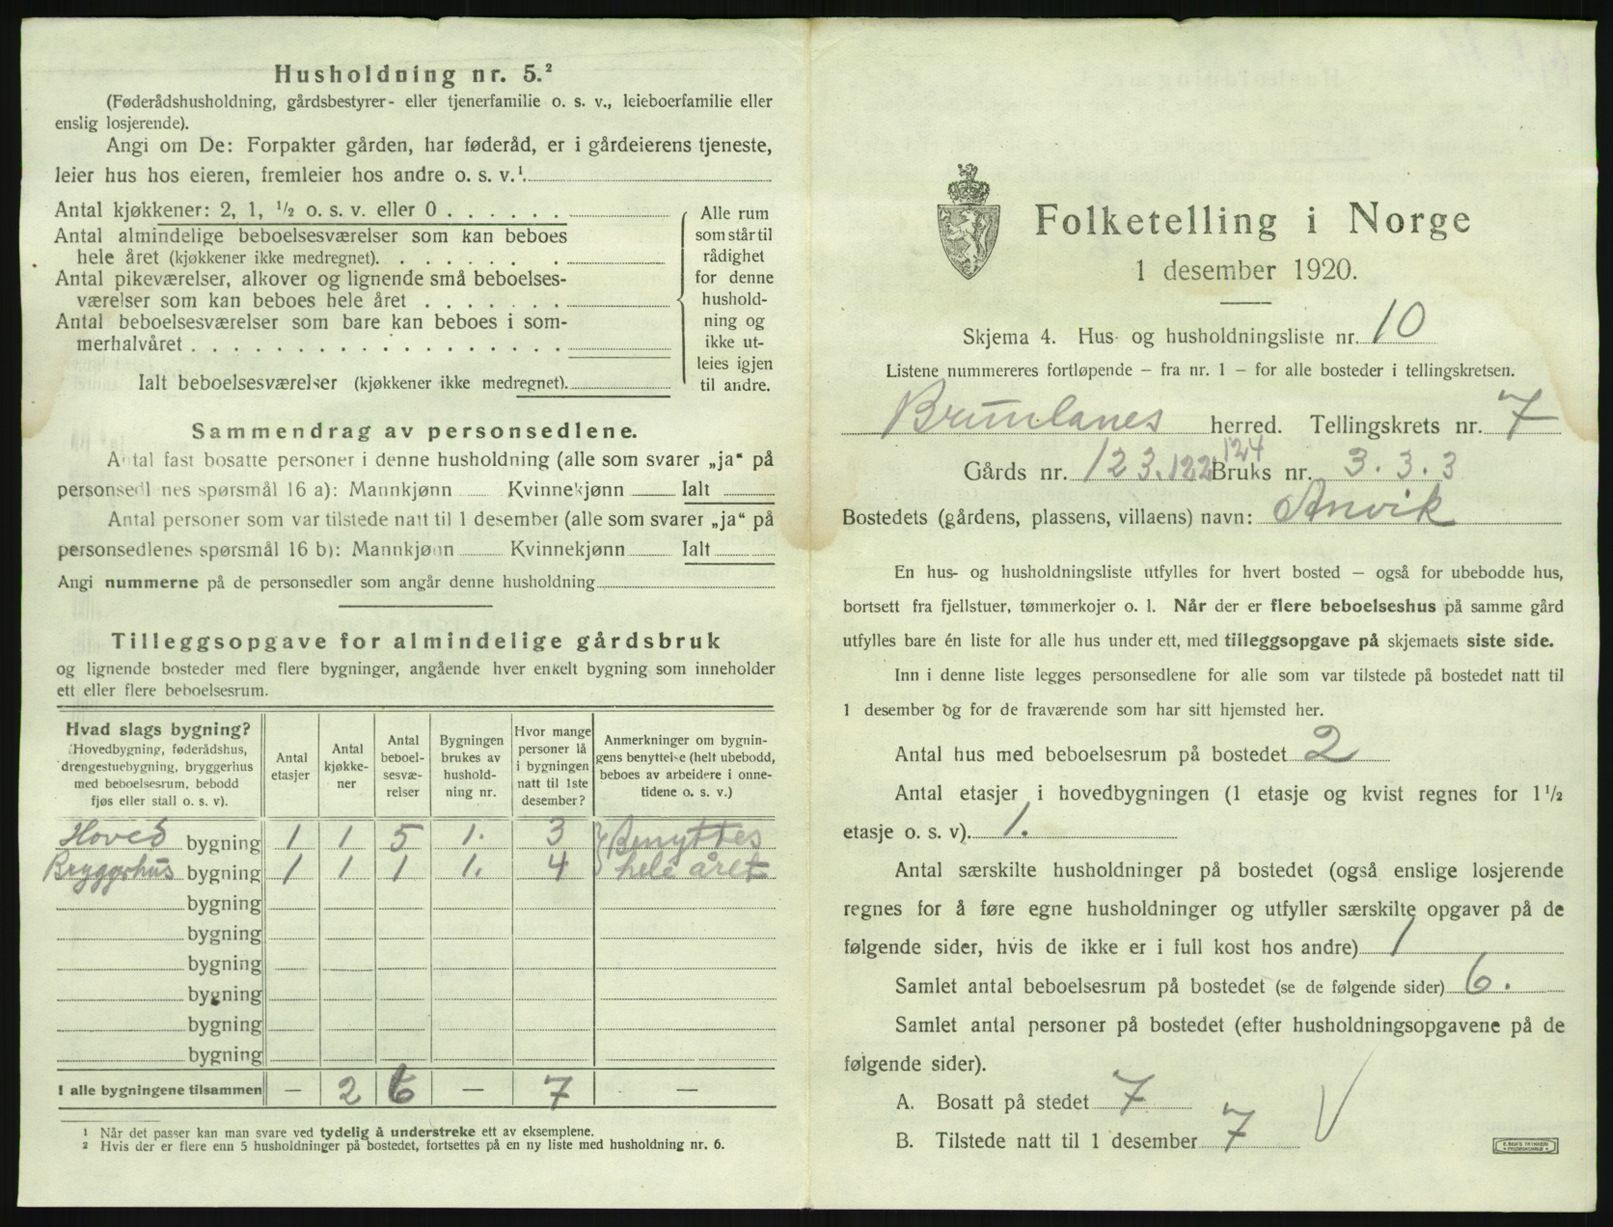 Husholdning nr. 5.²
(Føderådshusholdning, gårdsbestyrer- eller tjenerfamilie o. s. v., leieboerfamilie eller
enslig losjerende).
Angi om De: Forpakter gården, har føderåd, er i gårdeierens tjeneste,
leier hus hos eieren, fremleier hos andre o. s. v.¹
Antal kjøkkener: 2, 1, ½ o. s. v. eller 0 . . . . . .
Antal almindelige beboelsesværelser som kan beboes
hele året (kjøkkener ikke medregnet). . . . . . . .
Antal pikeværelser, alkover og lignende små beboelses-
værelser som kan beboes hele året . . . . . . .
Antal beboelsesværelser som bare kan beboes i som-
merhalvåret . . . . . . . . . . . . . . . . . .
Ialt beboelsesværelser (kjøkkener ikke medregnet).
Alle rum
som står til
rådighet
for denne
hushold-
ning og
ikke ut-
leies igjen
til andre.
Sammendrag av personsedlene.
Antal fast bosatte personer i denne husholdning (alle som svarer „ja“ på
personsedlenes spørsmål 16 a): Mannkjønn Kvinnekjønn Ialt
Antal personer som var tilstede natt til 1 desember (alle som svarer „ja“ på
personsedlenes spørsmål 16 b): Mannkjønn Kvinnekjønn Ialt
Angi nummerne på de personsedler som angår denne husholdning
Tilleggsopgave for almindelige gårdsbruk
og lignende bosteder med flere bygninger, angående hver enkelt bygning som inneholder
ett eller flere beboelsesrum.
Hvad slags bygning?
(Hovedbygning, føderådshus,
drengestuebygning, bryggerhus
med beboelsesrum, bebodd
fjøs eller stall o. s. v).
Antal
etasjer
Antal
kjøkke-
ner
Antal
beboel-
sesvæ-
relser
Bygningen
brukes av
hushold-
ning nr.
Hvor mange
personer lå
i bygningen
natt til 1ste
desember?
Anmerkninger om bygnin-
gens benyttelse (helt ubebodd,
beboes av arbeidere i onne-
tidene o. s. v.)
Hoved bygning 1 1 5 1. 3 Benyttes
Bryggerhus bygning 1 1 1 1. 4 hele året
bygning
bygning
bygning
bygning
bygning
bygning
I alle bygningene tilsammen — 2 6 — 7 —
¹ Når det passer kan man svare ved tydelig å understreke ett av eksemplene.
² Hvis der er flere enn 5 husholdninger på bostedet, fortsettes på en ny liste med husholdning nr. 6.
Folketelling i Norge
1 desember 1920.
Skjema 4. Hus- og husholdningsliste nr. 10
Listene nummereres fortløpende — fra nr. 1 — for alle bosteder i tellingskretsen.
Brunlanes herred. Tellingskrets nr. 7
Gårds nr. 123.122 124 Bruks nr. 3.3.3
Bostedets (gårdens, plassens, villaens) navn: Anvik
En hus- og husholdningsliste utfylles for hvert bosted — også for ubebodde hus,
bortsett fra fjellstuer, tømmerkojer o. l. Når der er flere beboelseshus på samme gård
utfylles bare én liste for alle hus under ett, med tilleggsopgave på skjemaets siste side.
Inn i denne liste legges personsedlene for alle som var tilstede på bostedet natt til
1 desember og for de fraværende som har sitt hjemsted her.
Antal hus med beboelsesrum på bostedet 2
Antal etasjer i hovedbygningen (1 etasje og kvist regnes for 1½
etasje o. s. v). 1.
Antal særskilte husholdninger på bostedet (også enslige losjerende
regnes for å føre egne husholdninger og utfyller særskilte opgaver på de
følgende sider, hvis de ikke er i full kost hos andre) 1
Samlet antal beboelsesrum på bostedet (se de følgende sider) 6.
Samlet antal personer på bostedet (efter husholdningsopgavene på de
følgende sider).
A. Bosatt på stedet 7
B. Tilstede natt til 1 desember 7